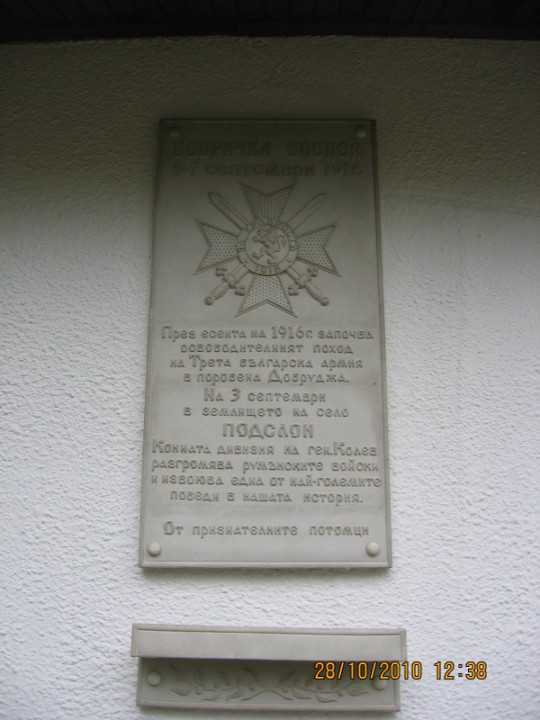 ДОБРИЧКА ЕПОПЕЯ
5-7 СЕПТЕМВРИ 1916
1916
През есента на 1916г. започва
освободителният поход
на Трета българска армия
в поробена Добруджа.
На 3 септември
в землището на село
ПОДСЛОН
Конната дивизия на ген. Колев
разгромява румънските войски
и извоюва една от най-големите
победи в нашата история.
От признателните потомци
28/10/2010 12:38